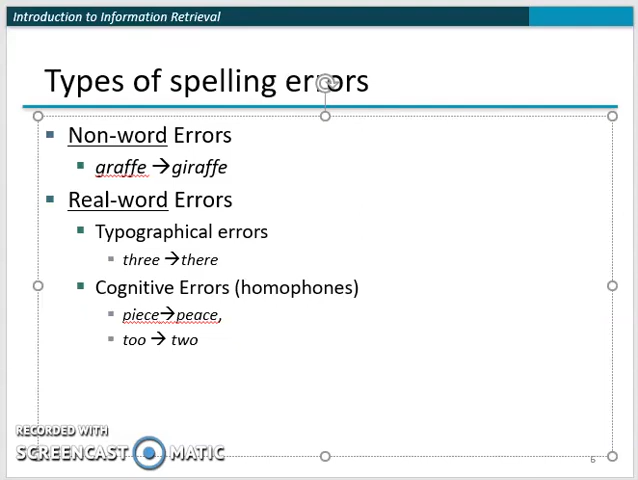 Introduction to Information Retrieval
Types of spelling errors
Non-word Errors
graffe →giraffe
Real-word Errors
Typographical errors
three →there
Cognitive Errors (homophones)
piece→peace,
too → two
RECORDED WITH
SCREENCAST MATIC
6